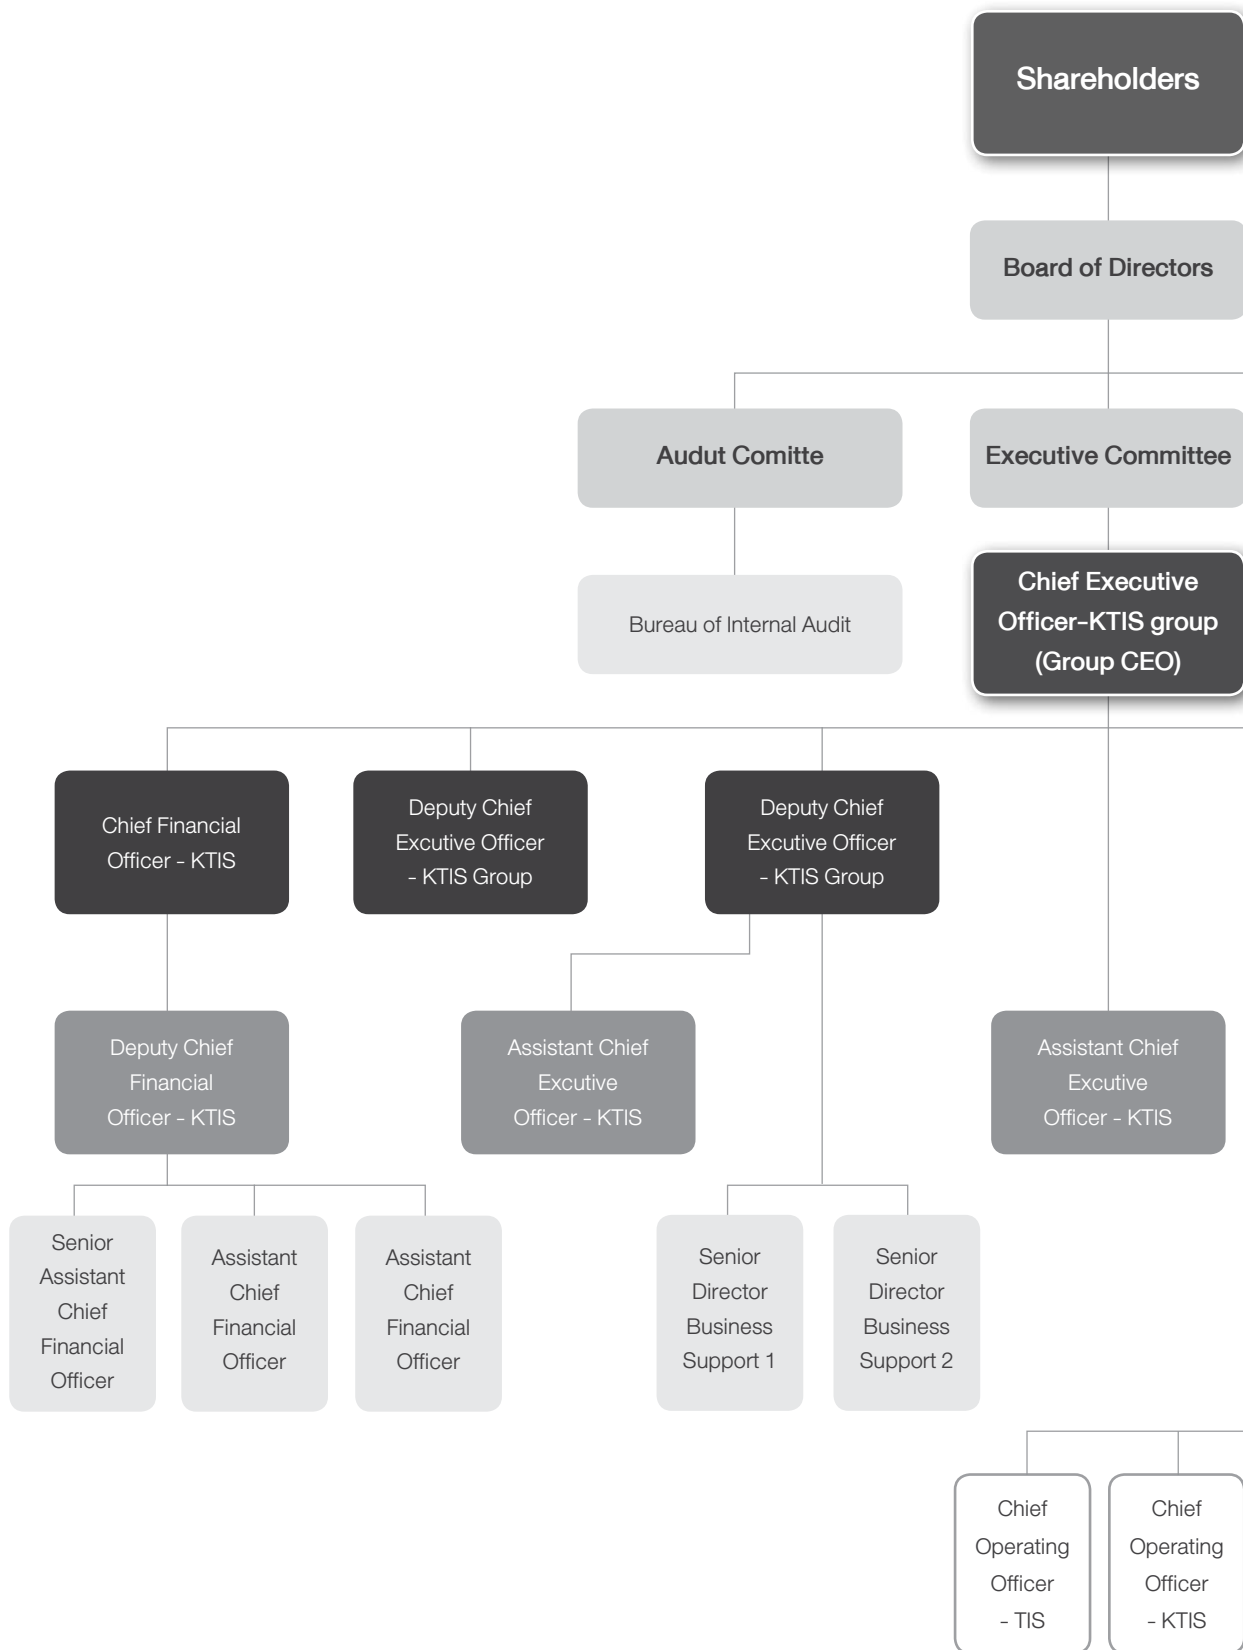 Shareholders
Board of Directors
Audut Comitte
Executive Committee
Bureau of Internal Audit
Chief Executive
Officer-KTIS group
(Group CEO)
Chief Financial
Officer - KTIS
Deputy Chief
Excutive Officer
- KTIS Group
Deputy Chief
Excutive Officer
- KTIS Group
Deputy Chief
Financial
Officer - KTIS
Assistant Chief
Excutive
Officer - KTIS
Assistant Chief
Excutive
Officer - KTIS
Senior
Assistant
Chief
Financial
Officer
Assistant
Chief
Financial
Officer
Assistant
Chief
Financial
Officer
Senior
Director
Business
Support 1
Senior
Director
Business
Support 2
Chief
Operating
Officer
- TIS
Chief
Operating
Officer
- KTIS